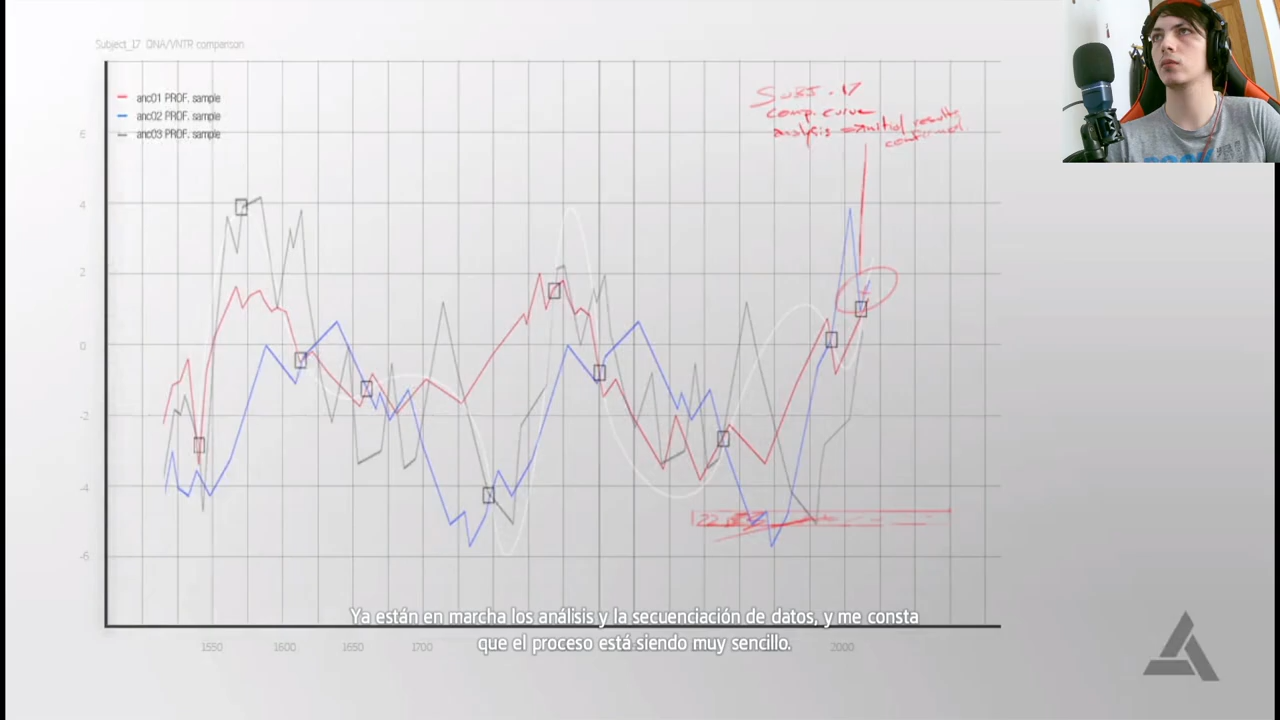 Subject_17 DNA/VNTR comparison
anc01 PROF. sample
anc02 PROF. sample
anc03 PROF. sample
SUBJ. 17
comp. curve
analysis initial results
confirmed.
6
4
2
0
-2
-4
-6
Ya están en marcha los análisis y la secuenciación de datos, y me consta
que el proceso está siendo muy sencillo.
1550 1600 1650 1700 2000